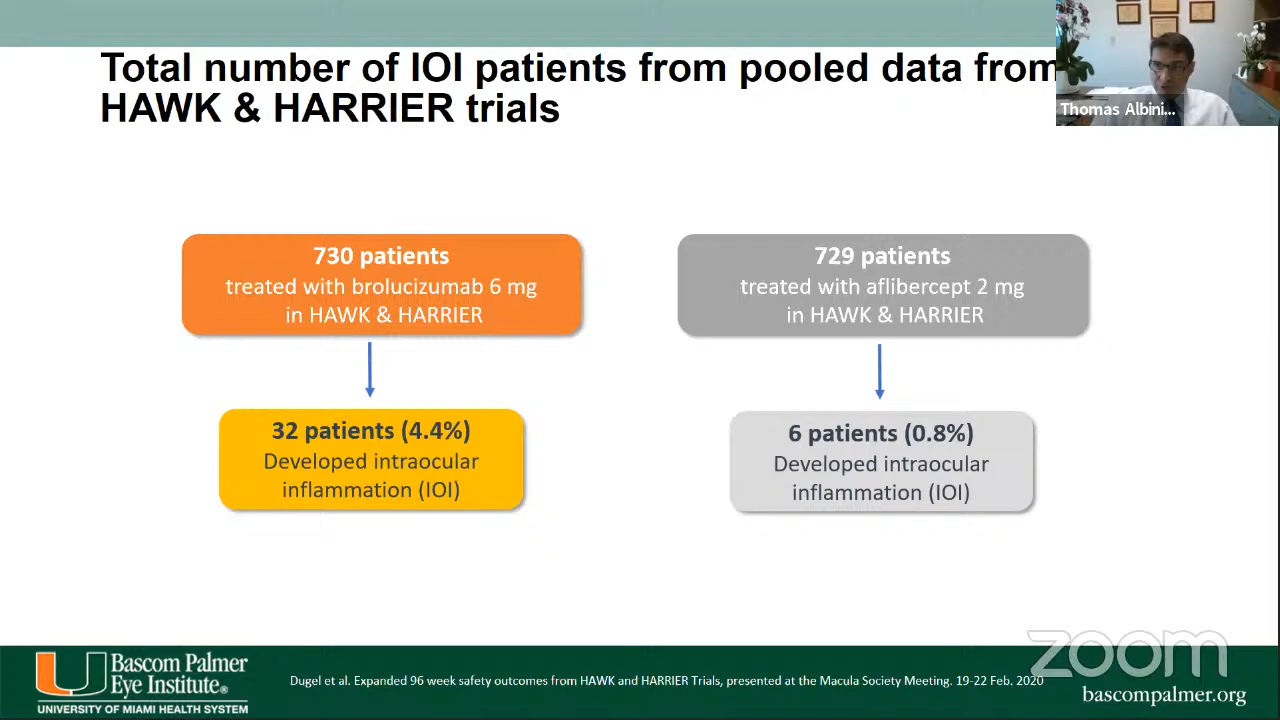 Total number of IOI patients from pooled data from
HAWK & HARRIER trials
Thomas Albini...
730 patients
treated with brolucizumab 6 mg
in HAWK & HARRIER
729 patients
treated with aflibercept 2 mg
in HAWK & HARRIER
32 patients (4.4%)
Developed intraocular
inflammation (IOI)
6 patients (0.8%)
Developed intraocular
inflammation (IOI)
zoom
Bascom Palmer
Eye Institute®
UNIVERSITY OF MIAMI HEALTH SYSTEM
Dugel et al. Expanded 96 week safety outcomes from HAWK and HARRIER Trials, presented at the Macula Society Meeting. 19-22 Feb, 2020
bascompalmer.org